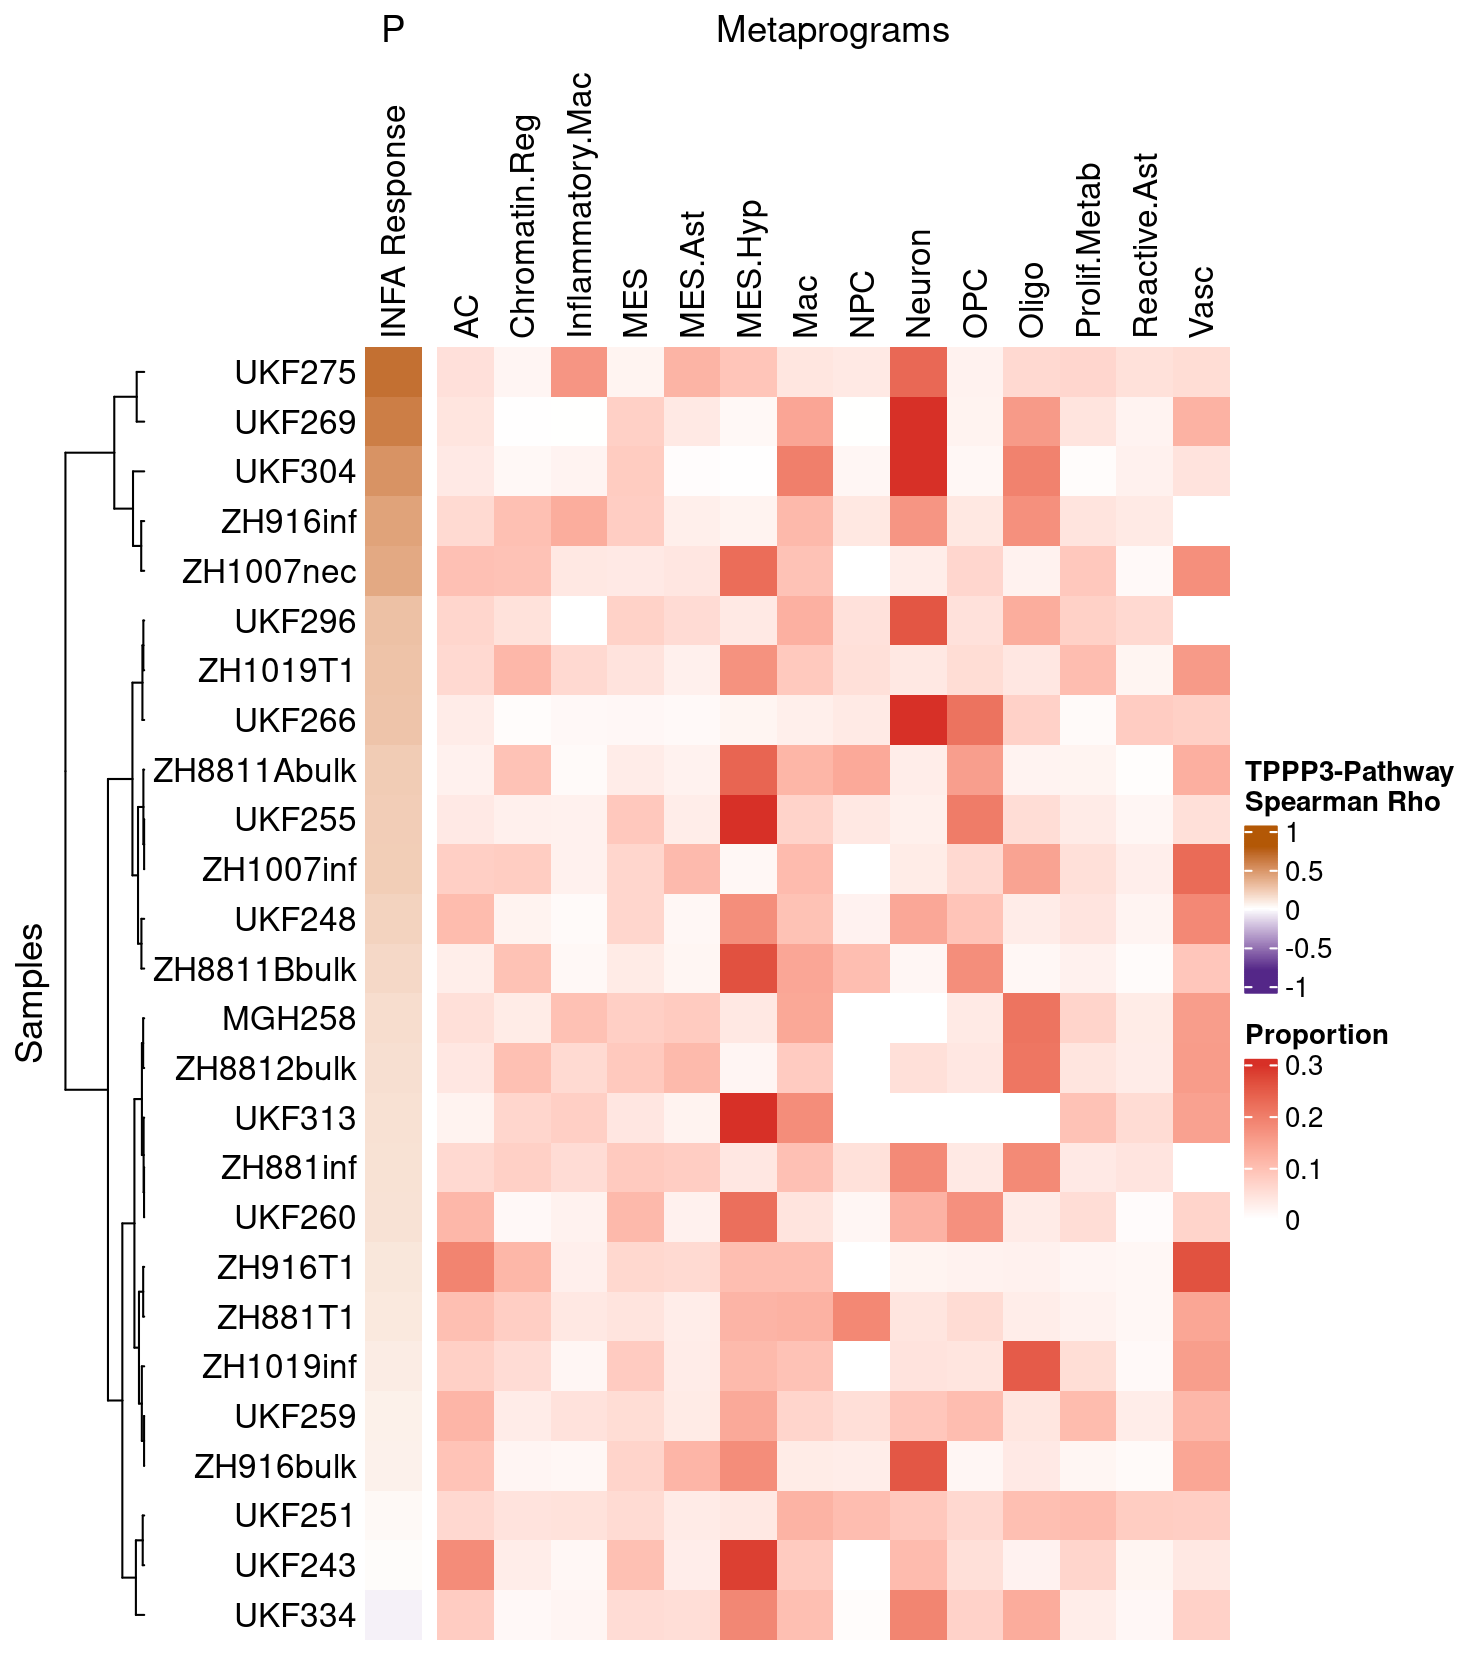 P
Metaprograms
INFA Response
AC
Chromatin.Reg
Inflammatory.Mac
MES
MES.Ast
MES.Hyp
Mac
NPC
Neuron
OPC
Oligo
Prolif.Metab
Reactive.Ast
Vasc
Samples
UKF275
UKF269
UKF304
ZH916inf
ZH1007nec
UKF296
ZH1019T1
UKF266
ZH8811Abulk
UKF255
ZH1007inf
UKF248
ZH8811Bbulk
MGH258
ZH8812bulk
UKF313
ZH881inf
UKF260
ZH916T1
ZH881T1
ZH1019inf
UKF259
ZH916bulk
UKF251
UKF243
UKF334
TPPP3-Pathway
Spearman Rho
1
0.5
0
-0.5
-1
Proportion
0.3
0.2
0.1
0